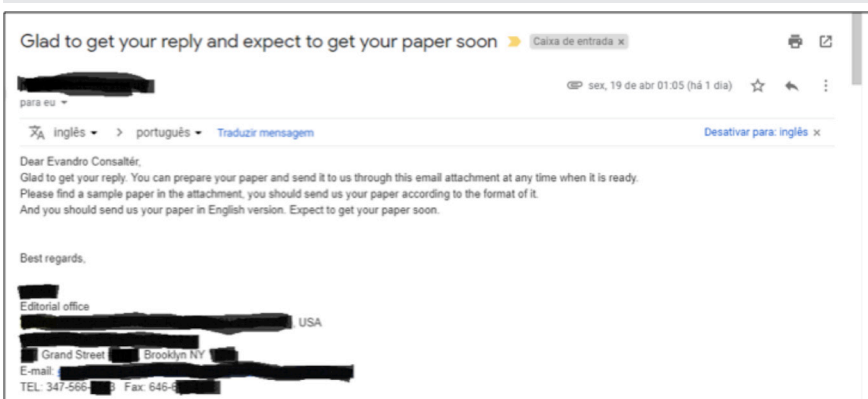 Glad to get your reply and expect to get your paper soon Caixa de entrada x
sex, 19 de abr 01:05 (há 1 dia)
para eu
inglês > português Traduzir mensagem Desativar para: inglês x
Dear Evandro Consaltér,
Glad to get your reply. You can prepare your paper and send it to us through this email attachment at any time when it is ready.
Please find a sample paper in the attachment, you should send us your paper according to the format of it.
And you should send us your paper in English version. Expect to get your paper soon.
Best regards,
Editorial office
, USA
Grand Street Brooklyn NY
E-mail:
TEL: 347-566- 3 Fax: 646-6